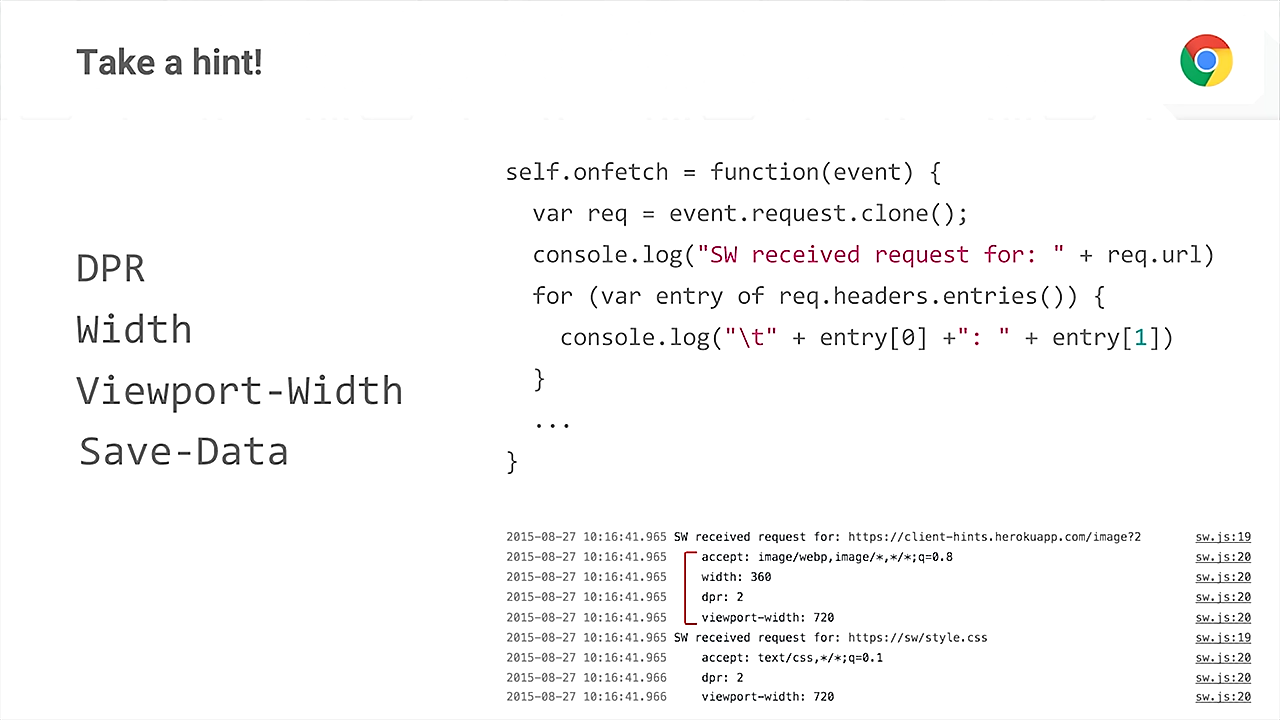 Take a hint!
DPR
Width
Viewport-Width
Save-Data
self.onfetch = function(event) {
  var req = event.request.clone();
  console.log("SW received request for: " + req.url)
  for (var entry of req.headers.entries()) {
    console.log("\t" + entry[0] +": " + entry[1])
  }
  ...
}
2015-08-27 10:16:41.965 SW received request for: https://client-hints.herokuapp.com/image?2 sw.js:19
2015-08-27 10:16:41.965 accept: image/webp,image/*,*/*;q=0.8 sw.js:20
2015-08-27 10:16:41.965 width: 360 sw.js:20
2015-08-27 10:16:41.965 dpr: 2 sw.js:20
2015-08-27 10:16:41.965 viewport-width: 720 sw.js:20
2015-08-27 10:16:41.965 SW received request for: https://sw/style.css sw.js:19
2015-08-27 10:16:41.965 accept: text/css,*/*;q=0.1 sw.js:20
2015-08-27 10:16:41.966 dpr: 2 sw.js:20
2015-08-27 10:16:41.966 viewport-width: 720 sw.js:20